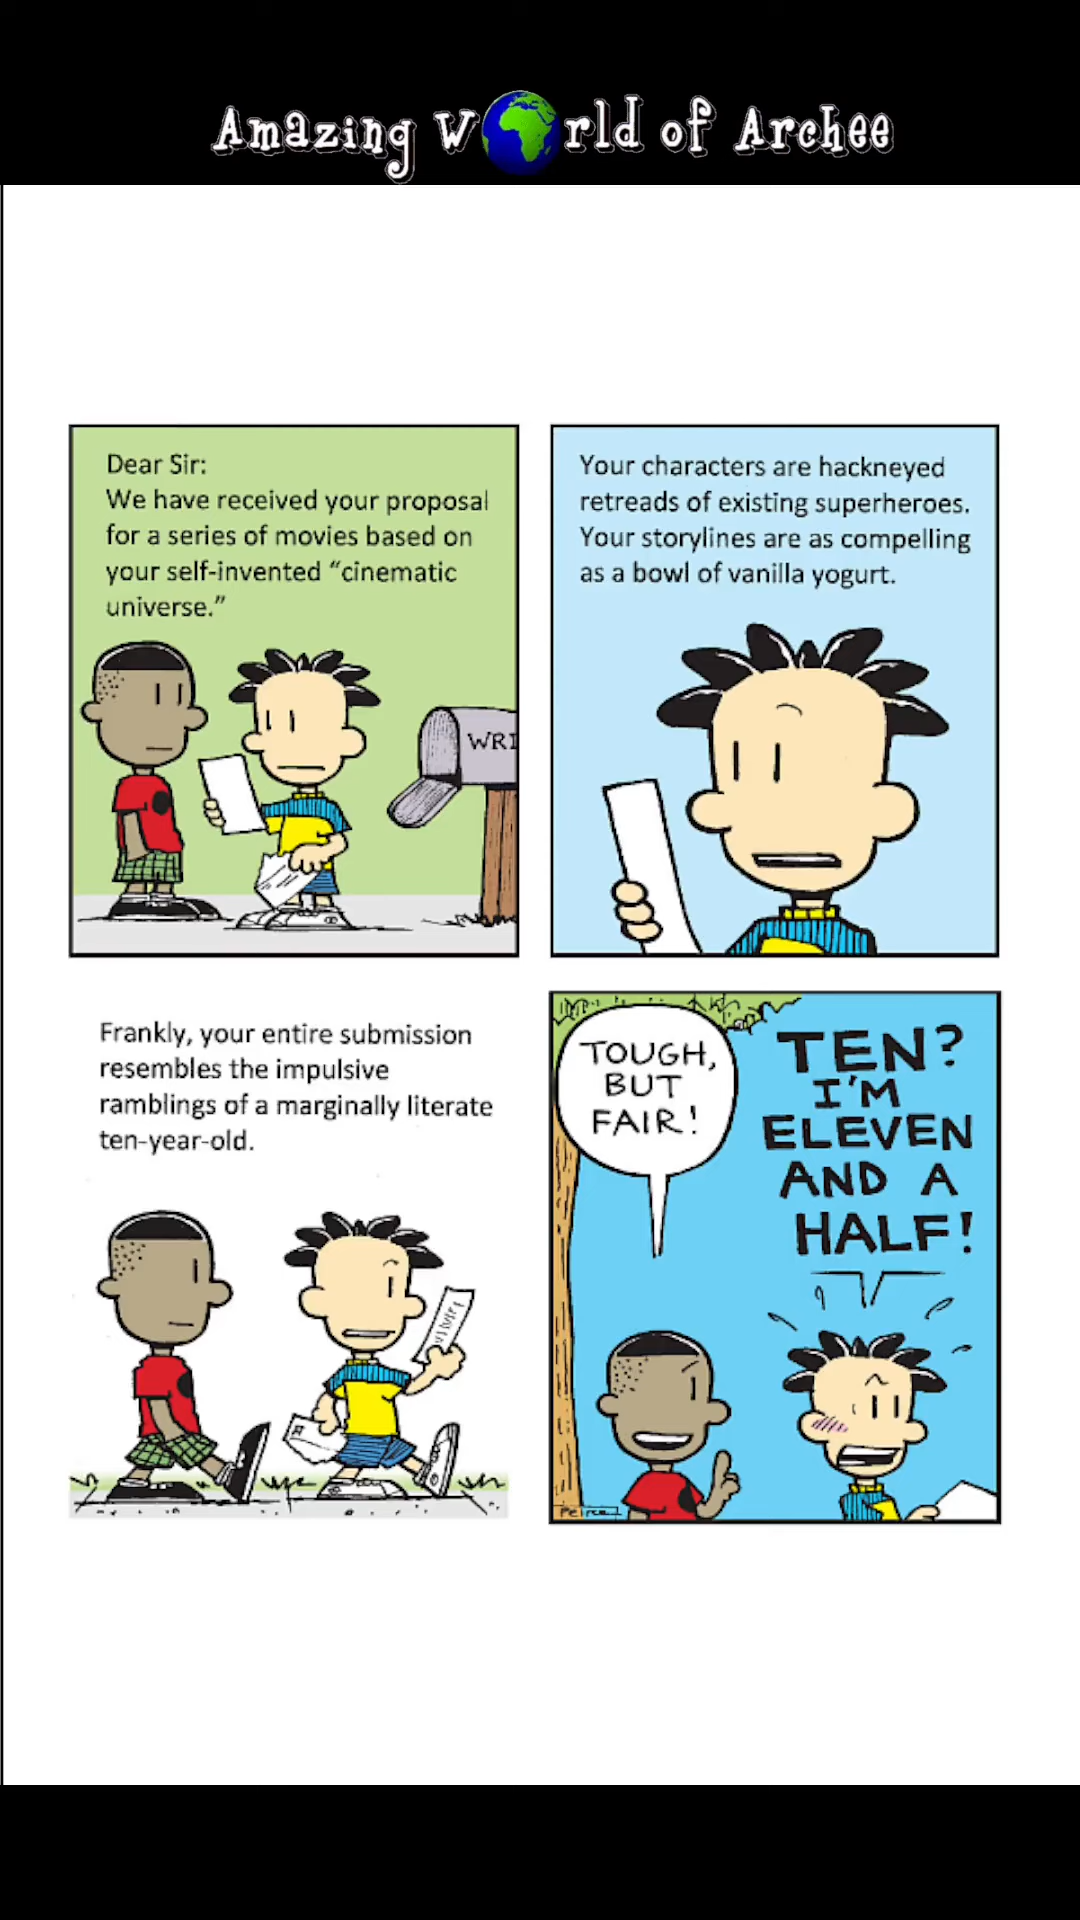 Amazing World of Archee
Dear Sir:
We have received your proposal
for a series of movies based on
your self-invented “cinematic
universe.”
WRI
Your characters are hackneyed
retreads of existing superheroes.
Your storylines are as compelling
as a bowl of vanilla yogurt.
Frankly, your entire submission
resembles the impulsive
ramblings of a marginally literate
ten-year-old.
TOUGH,
BUT
FAIR!
TEN?
I'M
ELEVEN
AND A
HALF!
Peirce